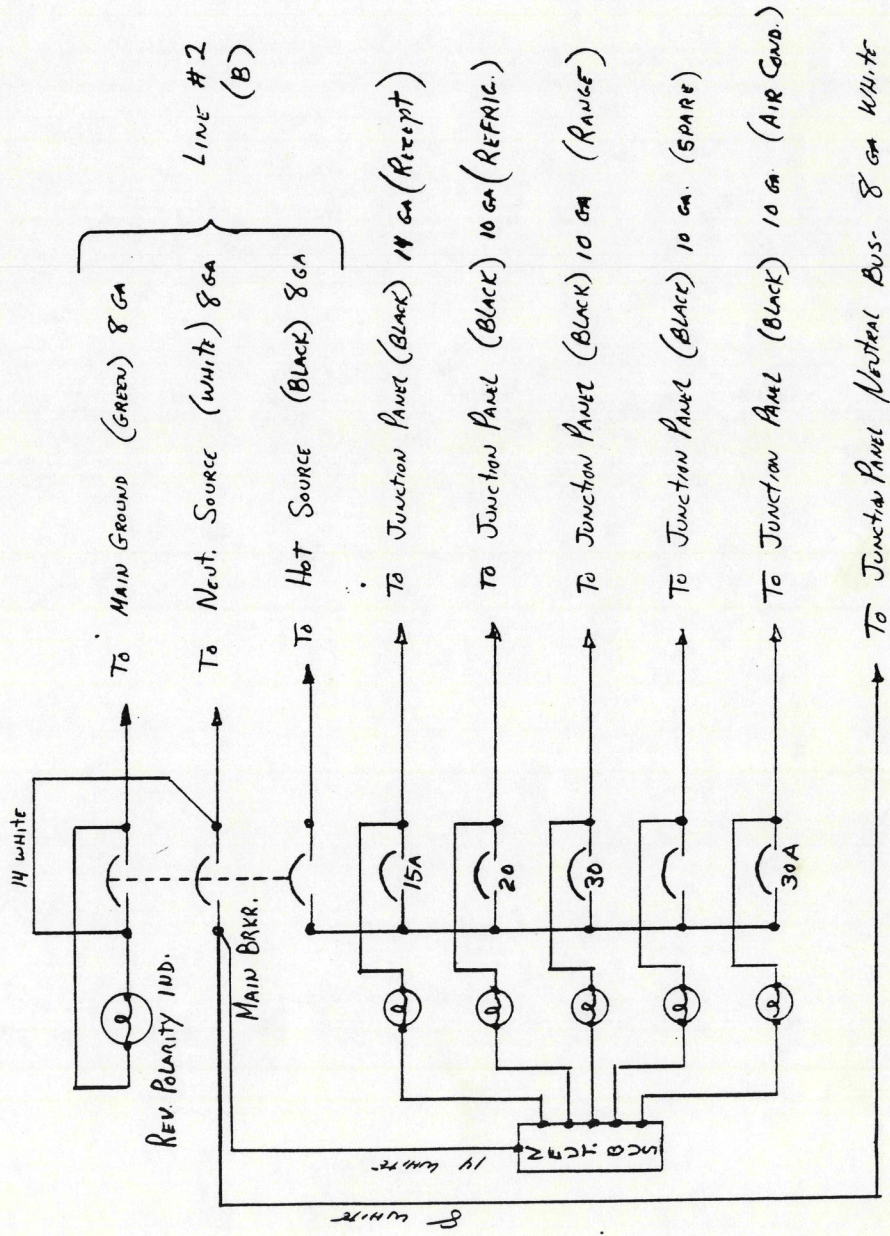 14 WHITE
TO MAIN GROUND (GREEN) 8 GA
TO NEUT. SOURCE (WHITE) 8 GA
TO HOT SOURCE (BLACK) 8 GA
LINE #2
(B)
REV. POLARITY IND.
MAIN BRKR.
15A
TO JUNCTION PANEL (BLACK) 14 GA (RECEPT)
20
TO JUNCTION PANEL (BLACK) 10 GA (REFRIG.)
30
TO JUNCTION PANEL (BLACK) 10 GA (RANGE)
TO JUNCTION PANEL (BLACK) 10 GA. (SPARE)
30A
TO JUNCTION PANEL (BLACK) 10 GA. (AIR COND.)
NEUT. BUS
14 WHITE
8 WHITE
TO JUNCTION PANEL NEUTRAL BUS- 8 GA WHITE